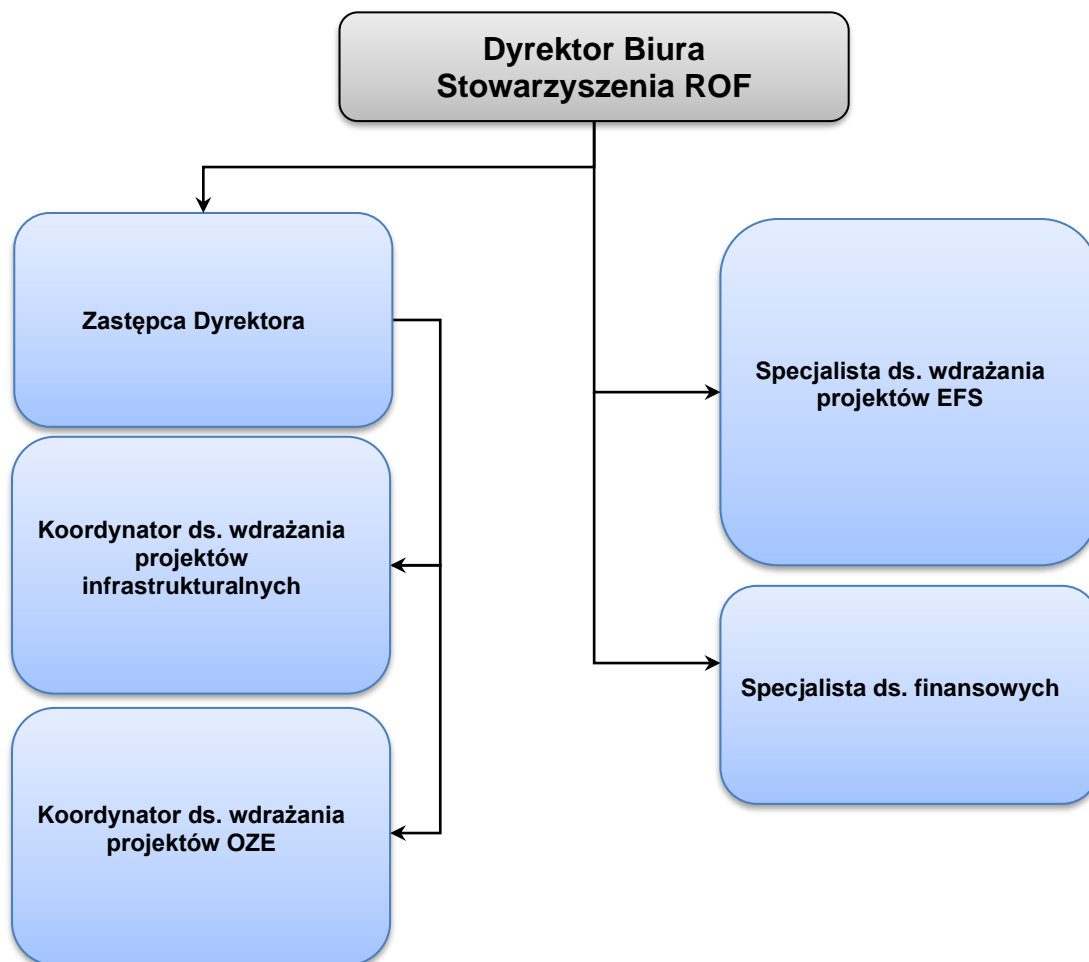 Dyrektor Biura
Stowarzyszenia ROF
Zastępca Dyrektora
Koordynator ds. wdrażania
projektów
infrastrukturalnych
Koordynator ds. wdrażania
projektów OZE
Specjalista ds. wdrażania
projektów EFS
Specjalista ds. finansowych